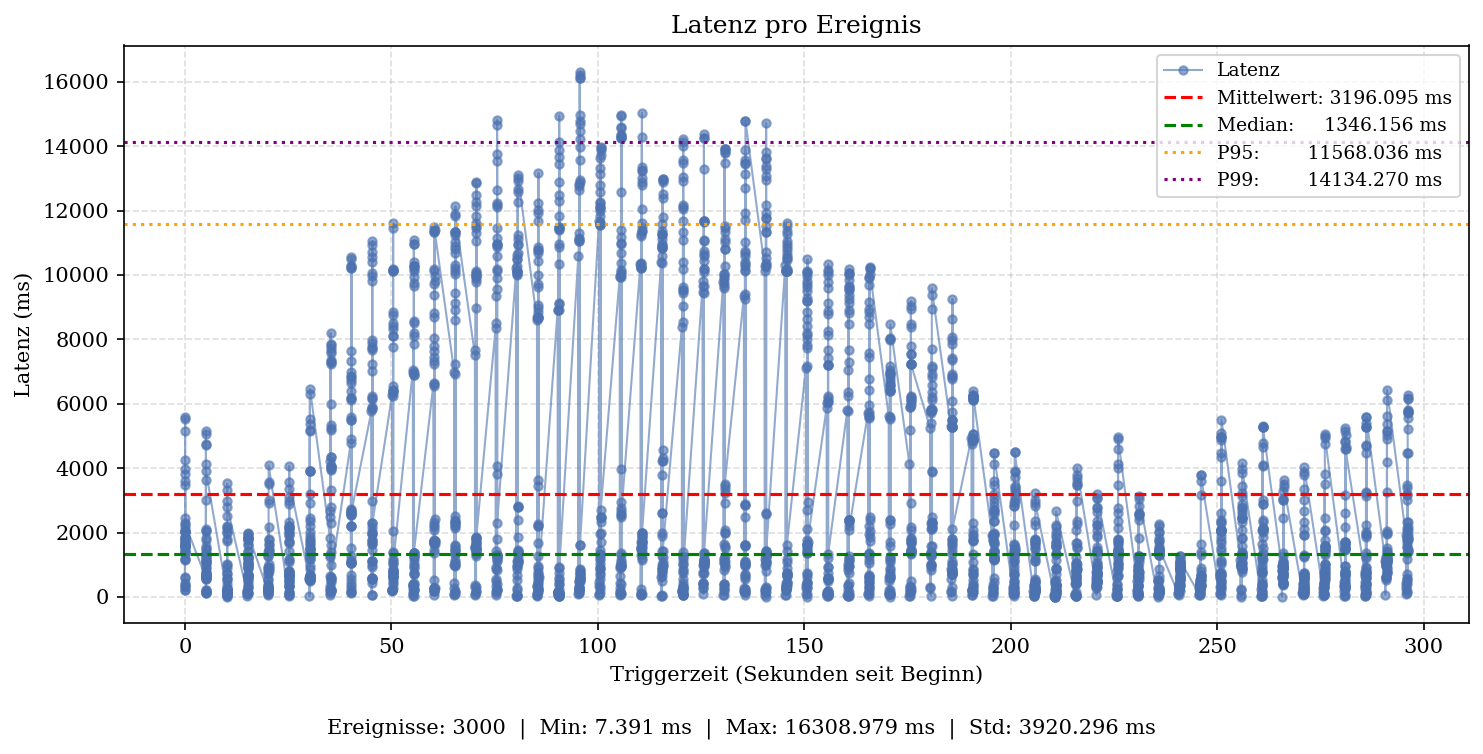 Latenz pro Ereignis
Latenz (ms)
16000
14000
12000
10000
8000
6000
4000
2000
0
Latenz
Mittelwert: 3196.095 ms
Median: 1346.156 ms
P95: 11568.036 ms
P99: 14134.270 ms
0 50 100 150 200 250 300
Triggerzeit (Sekunden seit Beginn)
Ereignisse: 3000 | Min: 7.391 ms | Max: 16308.979 ms | Std: 3920.296 ms